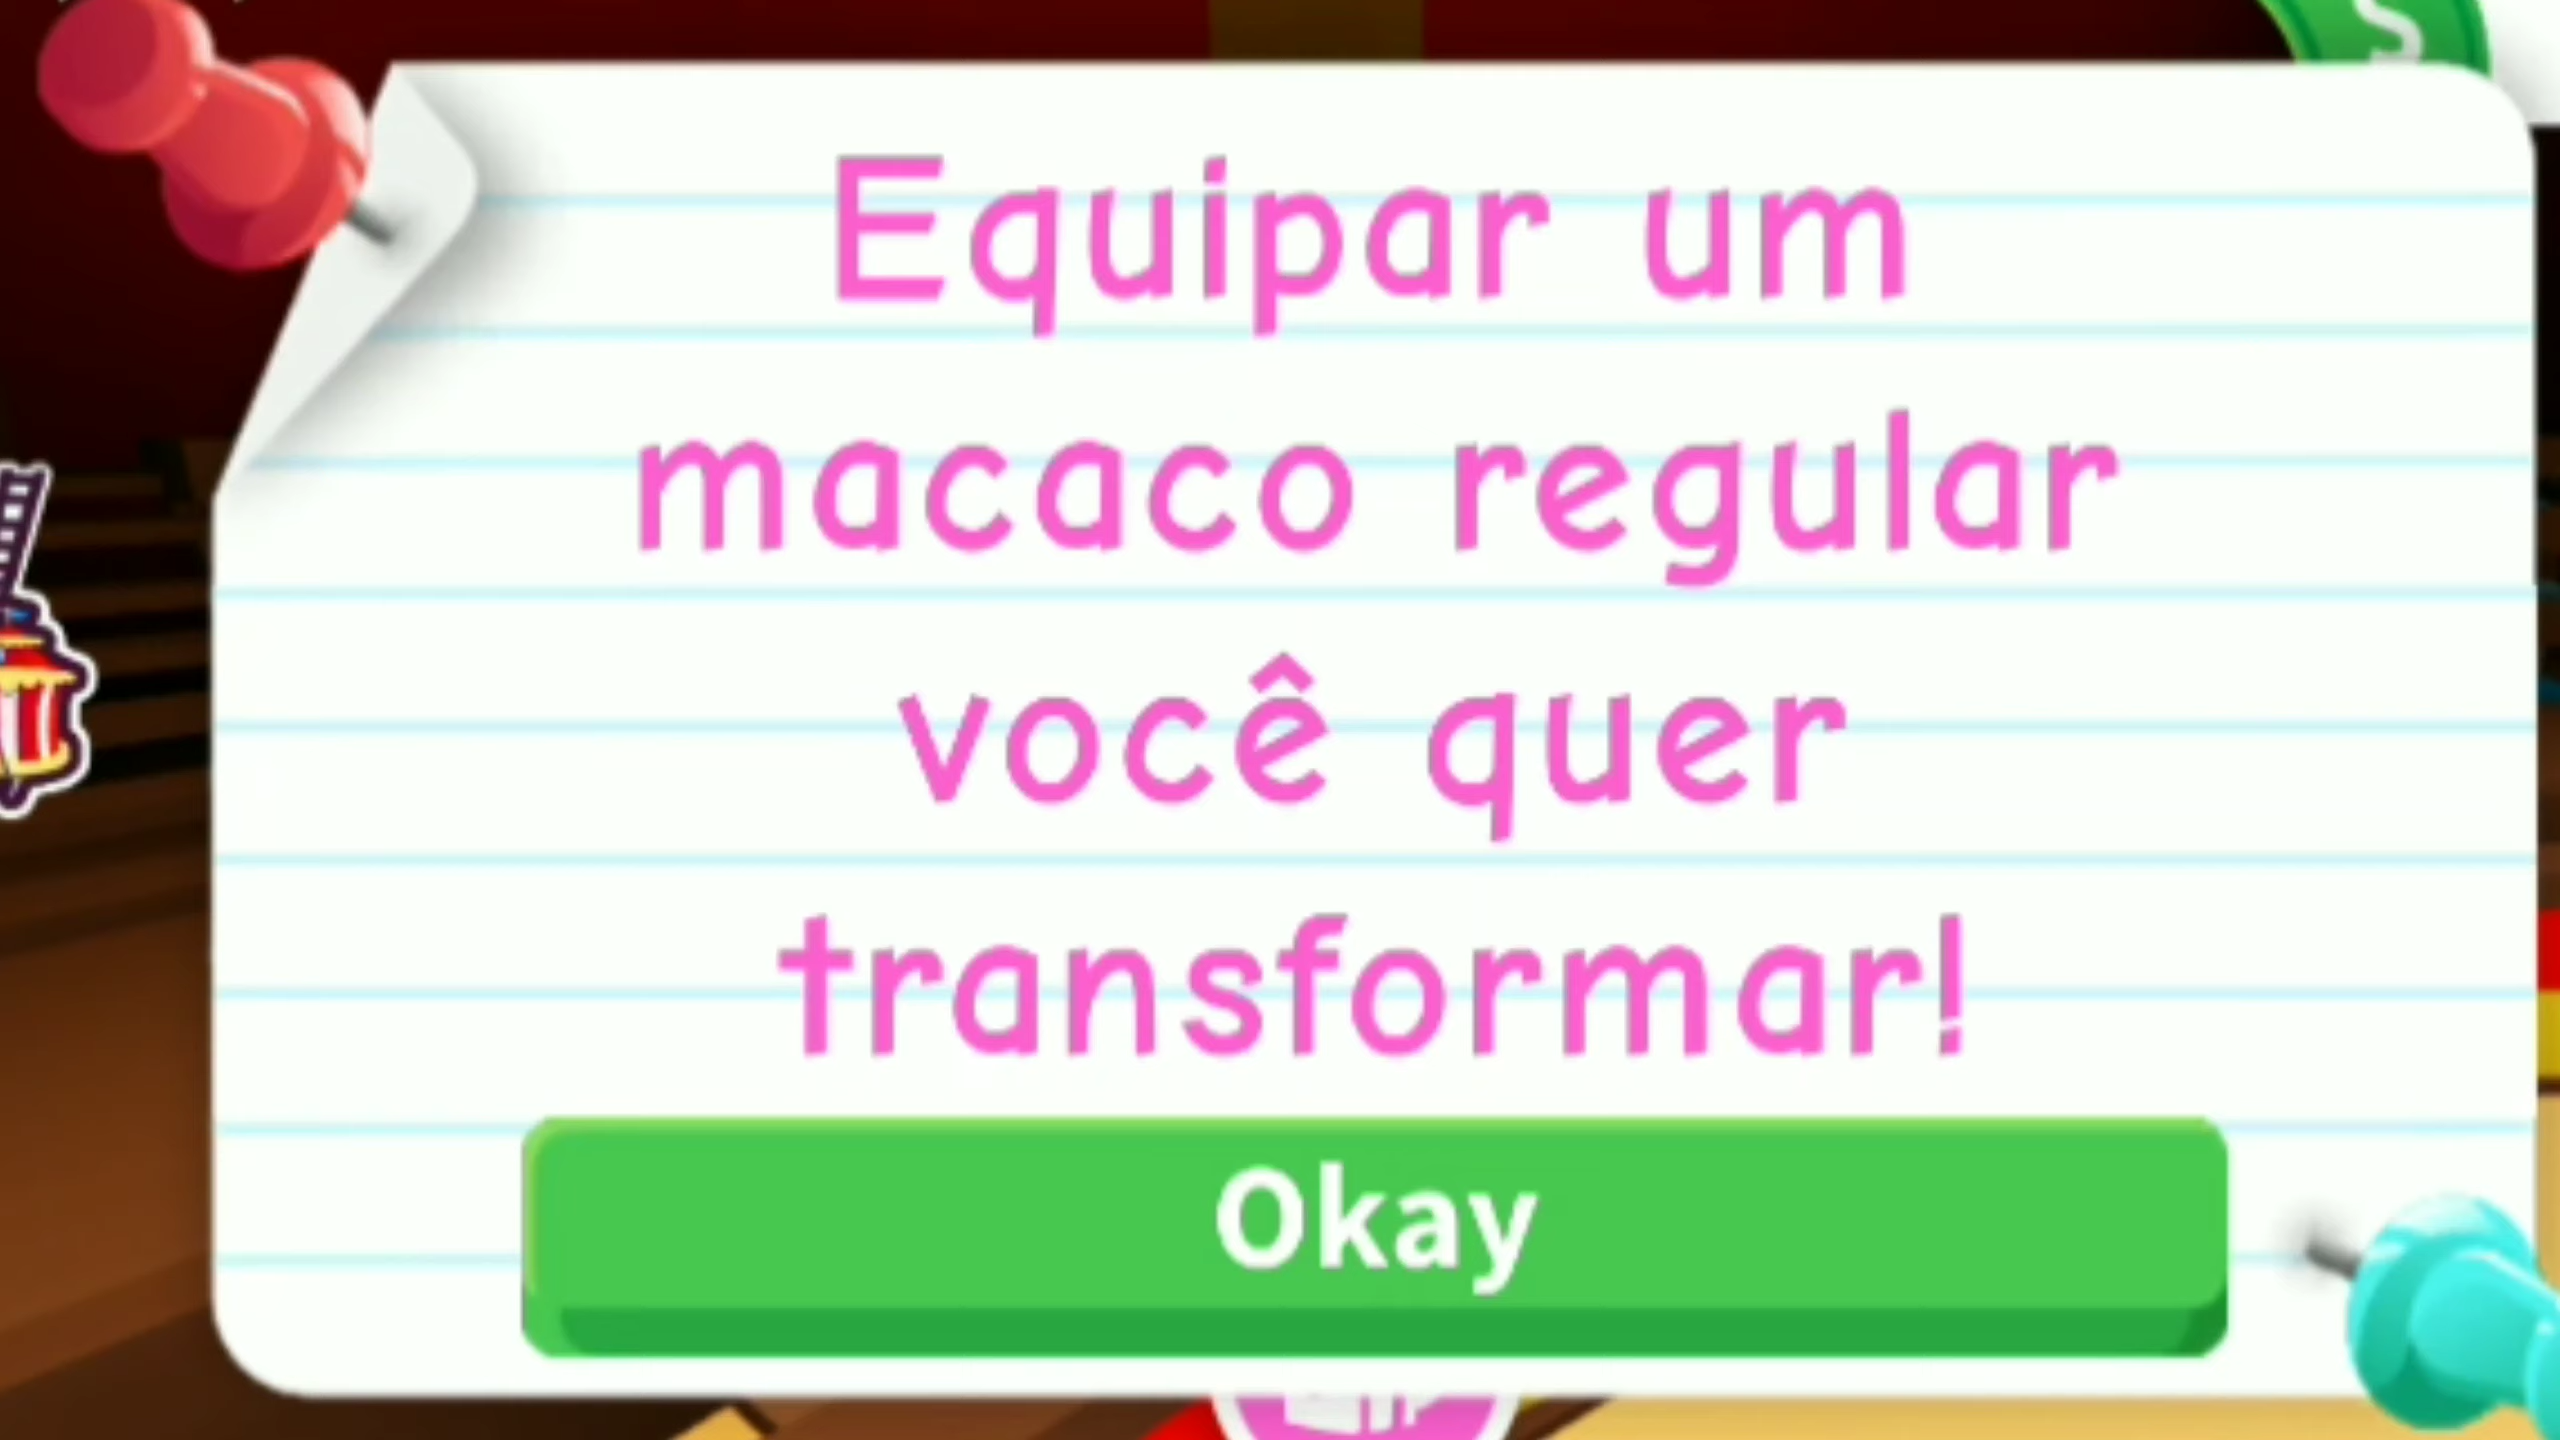 Equipar um
macaco regular
você quer
transformar!
Okay